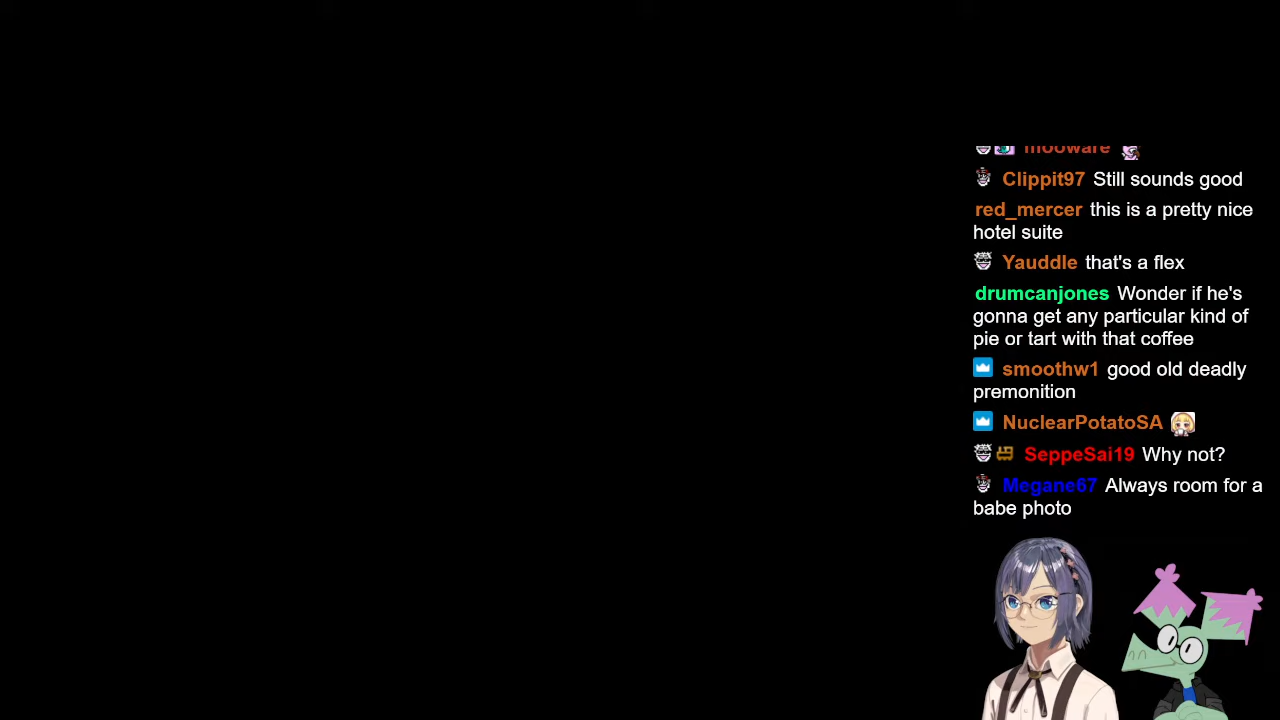 mooware
Clippit97 Still sounds good
red_mercer this is a pretty nice
hotel suite
Yauddle that's a flex
drumcanjones Wonder if he's
gonna get any particular kind of
pie or tart with that coffee
smoothw1 good old deadly
premonition
NuclearPotatoSA
SeppeSai19 Why not?
Megane67 Always room for a
babe photo